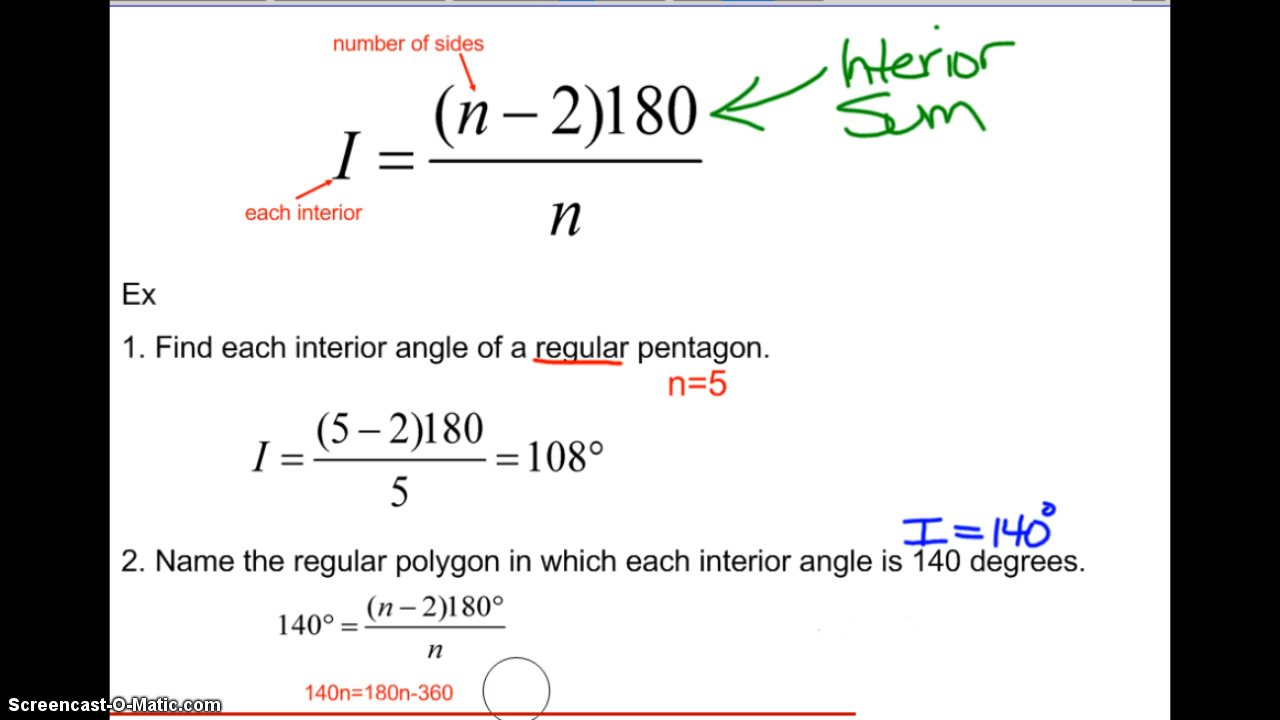 number of sides
Interior
Sum
I = (n – 2)180 / n
each interior
Ex
1. Find each interior angle of a regular pentagon.
n=5
I = (5 – 2)180 / 5 = 108°
I = 140°
2. Name the regular polygon in which each interior angle is 140 degrees.
140° = (n – 2)180° / n
140n=180n-360
Screencast-O-Matic.com